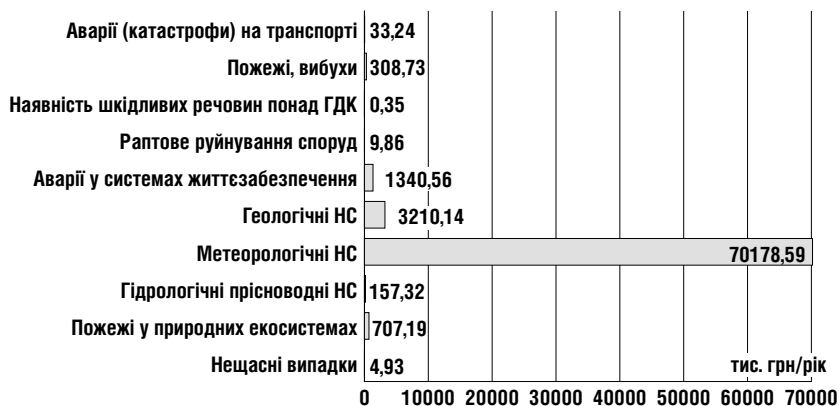 Аварії (катастрофи) на транспорті 33,24
Пожежі, вибухи 308,73
Наявність шкідливих речовин понад ГДК 0,35
Раптове руйнування споруд 9,86
Аварії у системах життєзабезпечення 1340,56
Геологічні НС 3210,14
Метеорологічні НС 70178,59
Гідрологічні прісноводні НС 157,32
Пожежі у природних екосистемах 707,19
Нещасні випадки 4,93 тис. грн/рік
0 10000 20000 30000 40000 50000 60000 70000